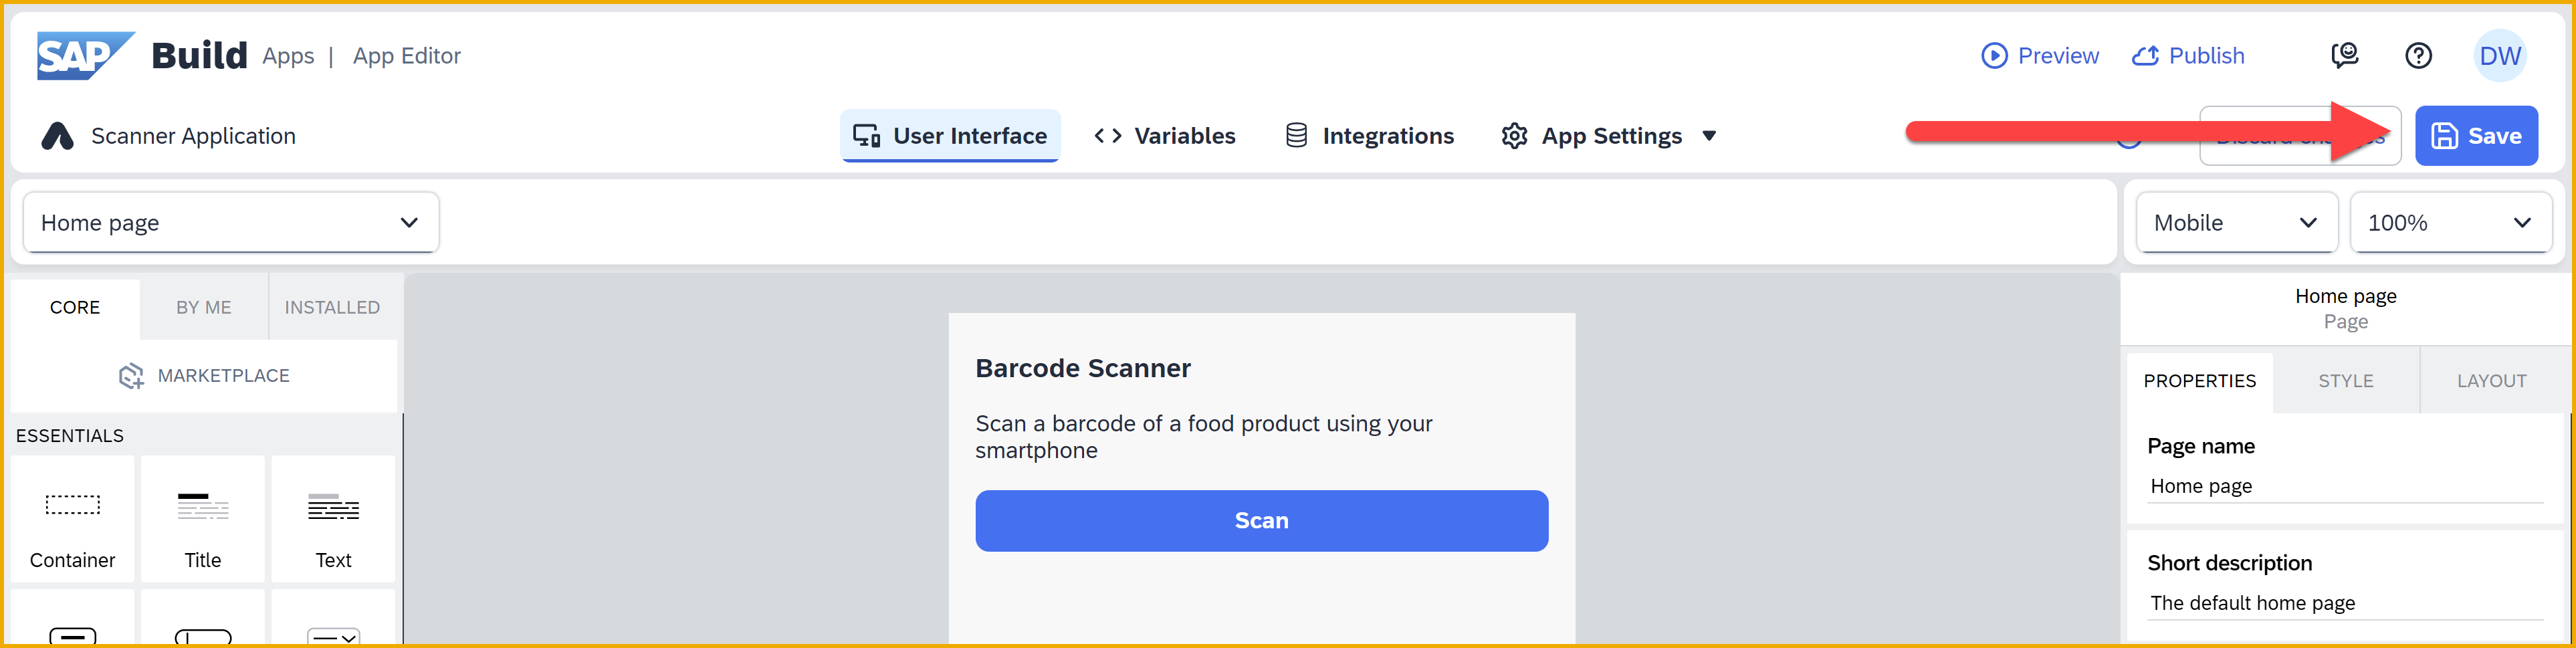 SAP Build Apps | App Editor
Preview Publish DW
Scanner Application
User Interface Variables Integrations App Settings
Save
Home page
Mobile 100%
CORE BY ME INSTALLED
MARKETPLACE
ESSENTIALS
Container Title Text
Barcode Scanner
Scan a barcode of a food product using your
smartphone
Scan
Home page
Page
PROPERTIES STYLE LAYOUT
Page name
Home page
Short description
The default home page